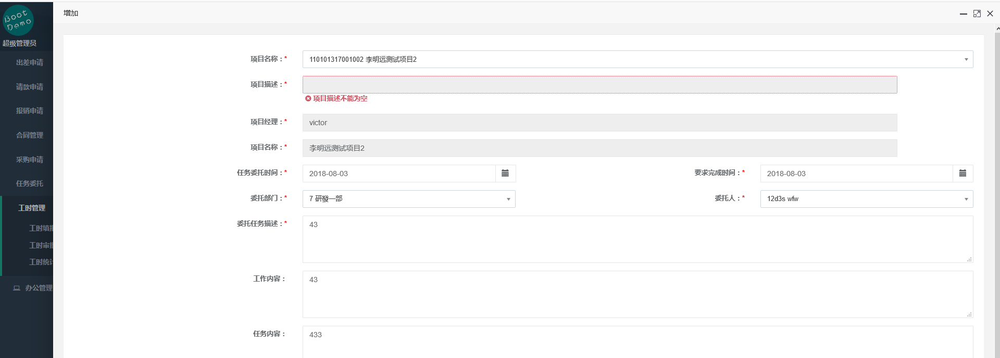 增加
Boot
Demo
超级管理员
出差申请
请款申请
报销申请
合同管理
采购申请
任务委托
工时管理
工时填
工时审
工时统
办公管理
项目名称：* 110101317001002 李明远测试项目2
项目描述：*
项目描述不能为空
项目经理：* victor
项目名称：* 李明远测试项目2
任务委托时间：* 2018-08-03 要求完成时间：* 2018-08-03
委托部门：* 7 研發一部 委托人：* 12d3s wfw
委托任务描述：* 43
工作内容： 43
任务内容： 433